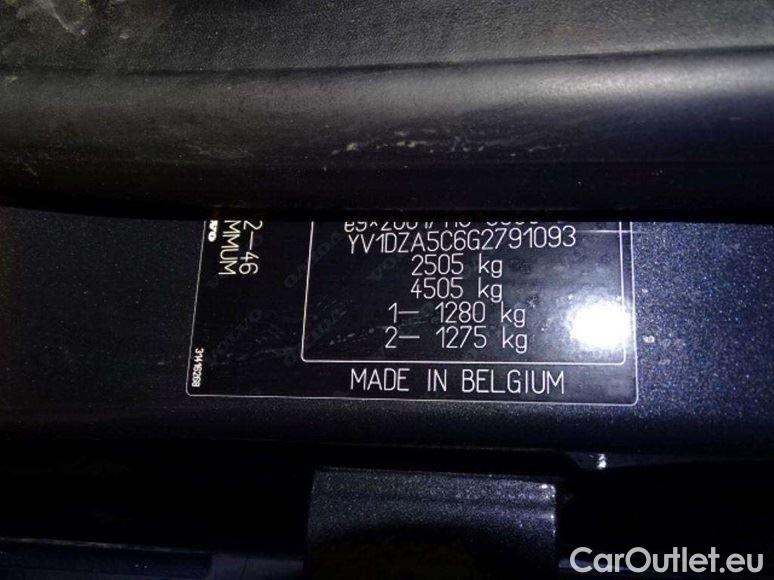 YV1DZA5C6G2791093
2505 kg
4505 kg
1— 1280 kg
2— 1275 kg
MADE IN BELGIUM
2—46
MMUM
31416268
CarOutlet.eu